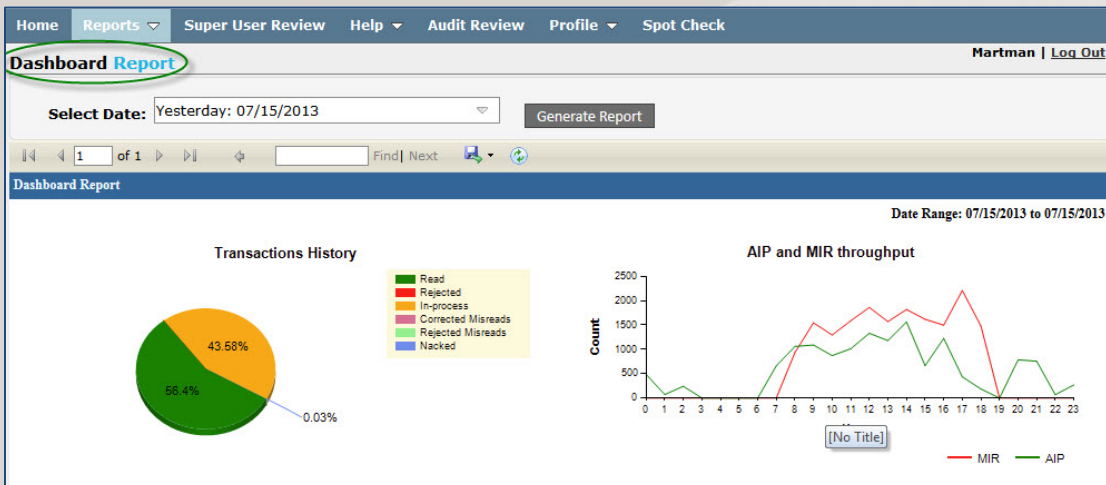 Home Reports Super User Review Help Audit Review Profile Spot Check
Dashboard Report
Martman | Log Out
Select Date: Yesterday: 07/15/2013 Generate Report
1 of 1 Find | Next
Dashboard Report
Date Range: 07/15/2013 to 07/15/2013
Transactions History
Read
Rejected
In-process
Corrected Misreads
Rejected Misreads
Nacked
43.58%
56.4%
0.03%
AIP and MIR throughput
2500
2000
1500
1000
500
0
Count
0 1 2 3 4 5 6 7 8 9 10 11 12 13 14 15 16 17 18 19 20 21 22 23
[No Title]
MIR AIP